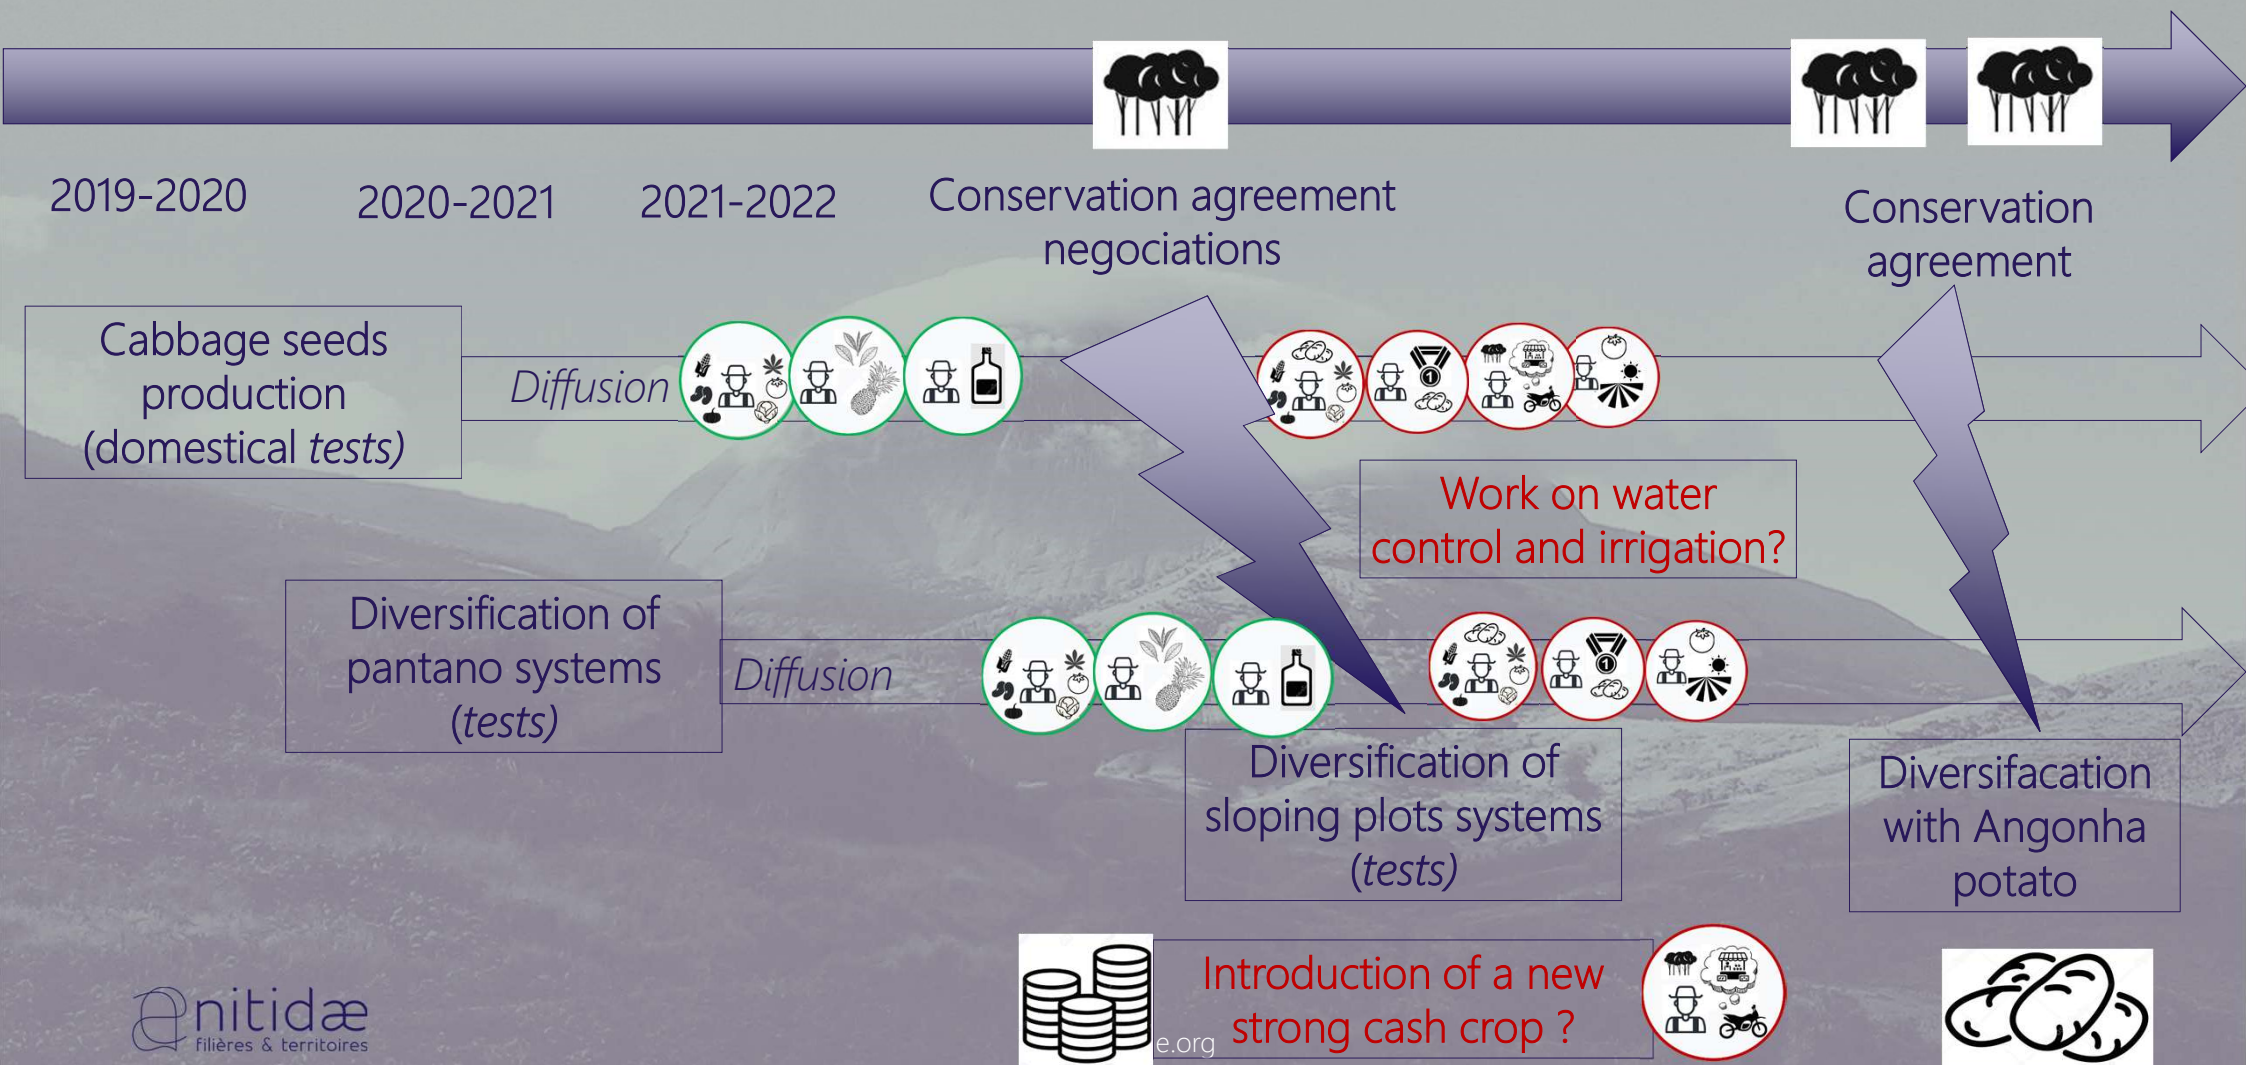 2019-2020
2020-2021
2021-2022
Conservation agreement
negociations
Conservation
agreement
Cabbage seeds
production
(domestical tests)
Diffusion
1
Work on water
control and irrigation?
Diversification of
pantano systems
(tests)
Diffusion
1
Diversification of
sloping plots systems
(tests)
Diversifacation
with Angonha
potato
Introduction of a new
strong cash crop ?
nitidæ
filières & territoires
e.org